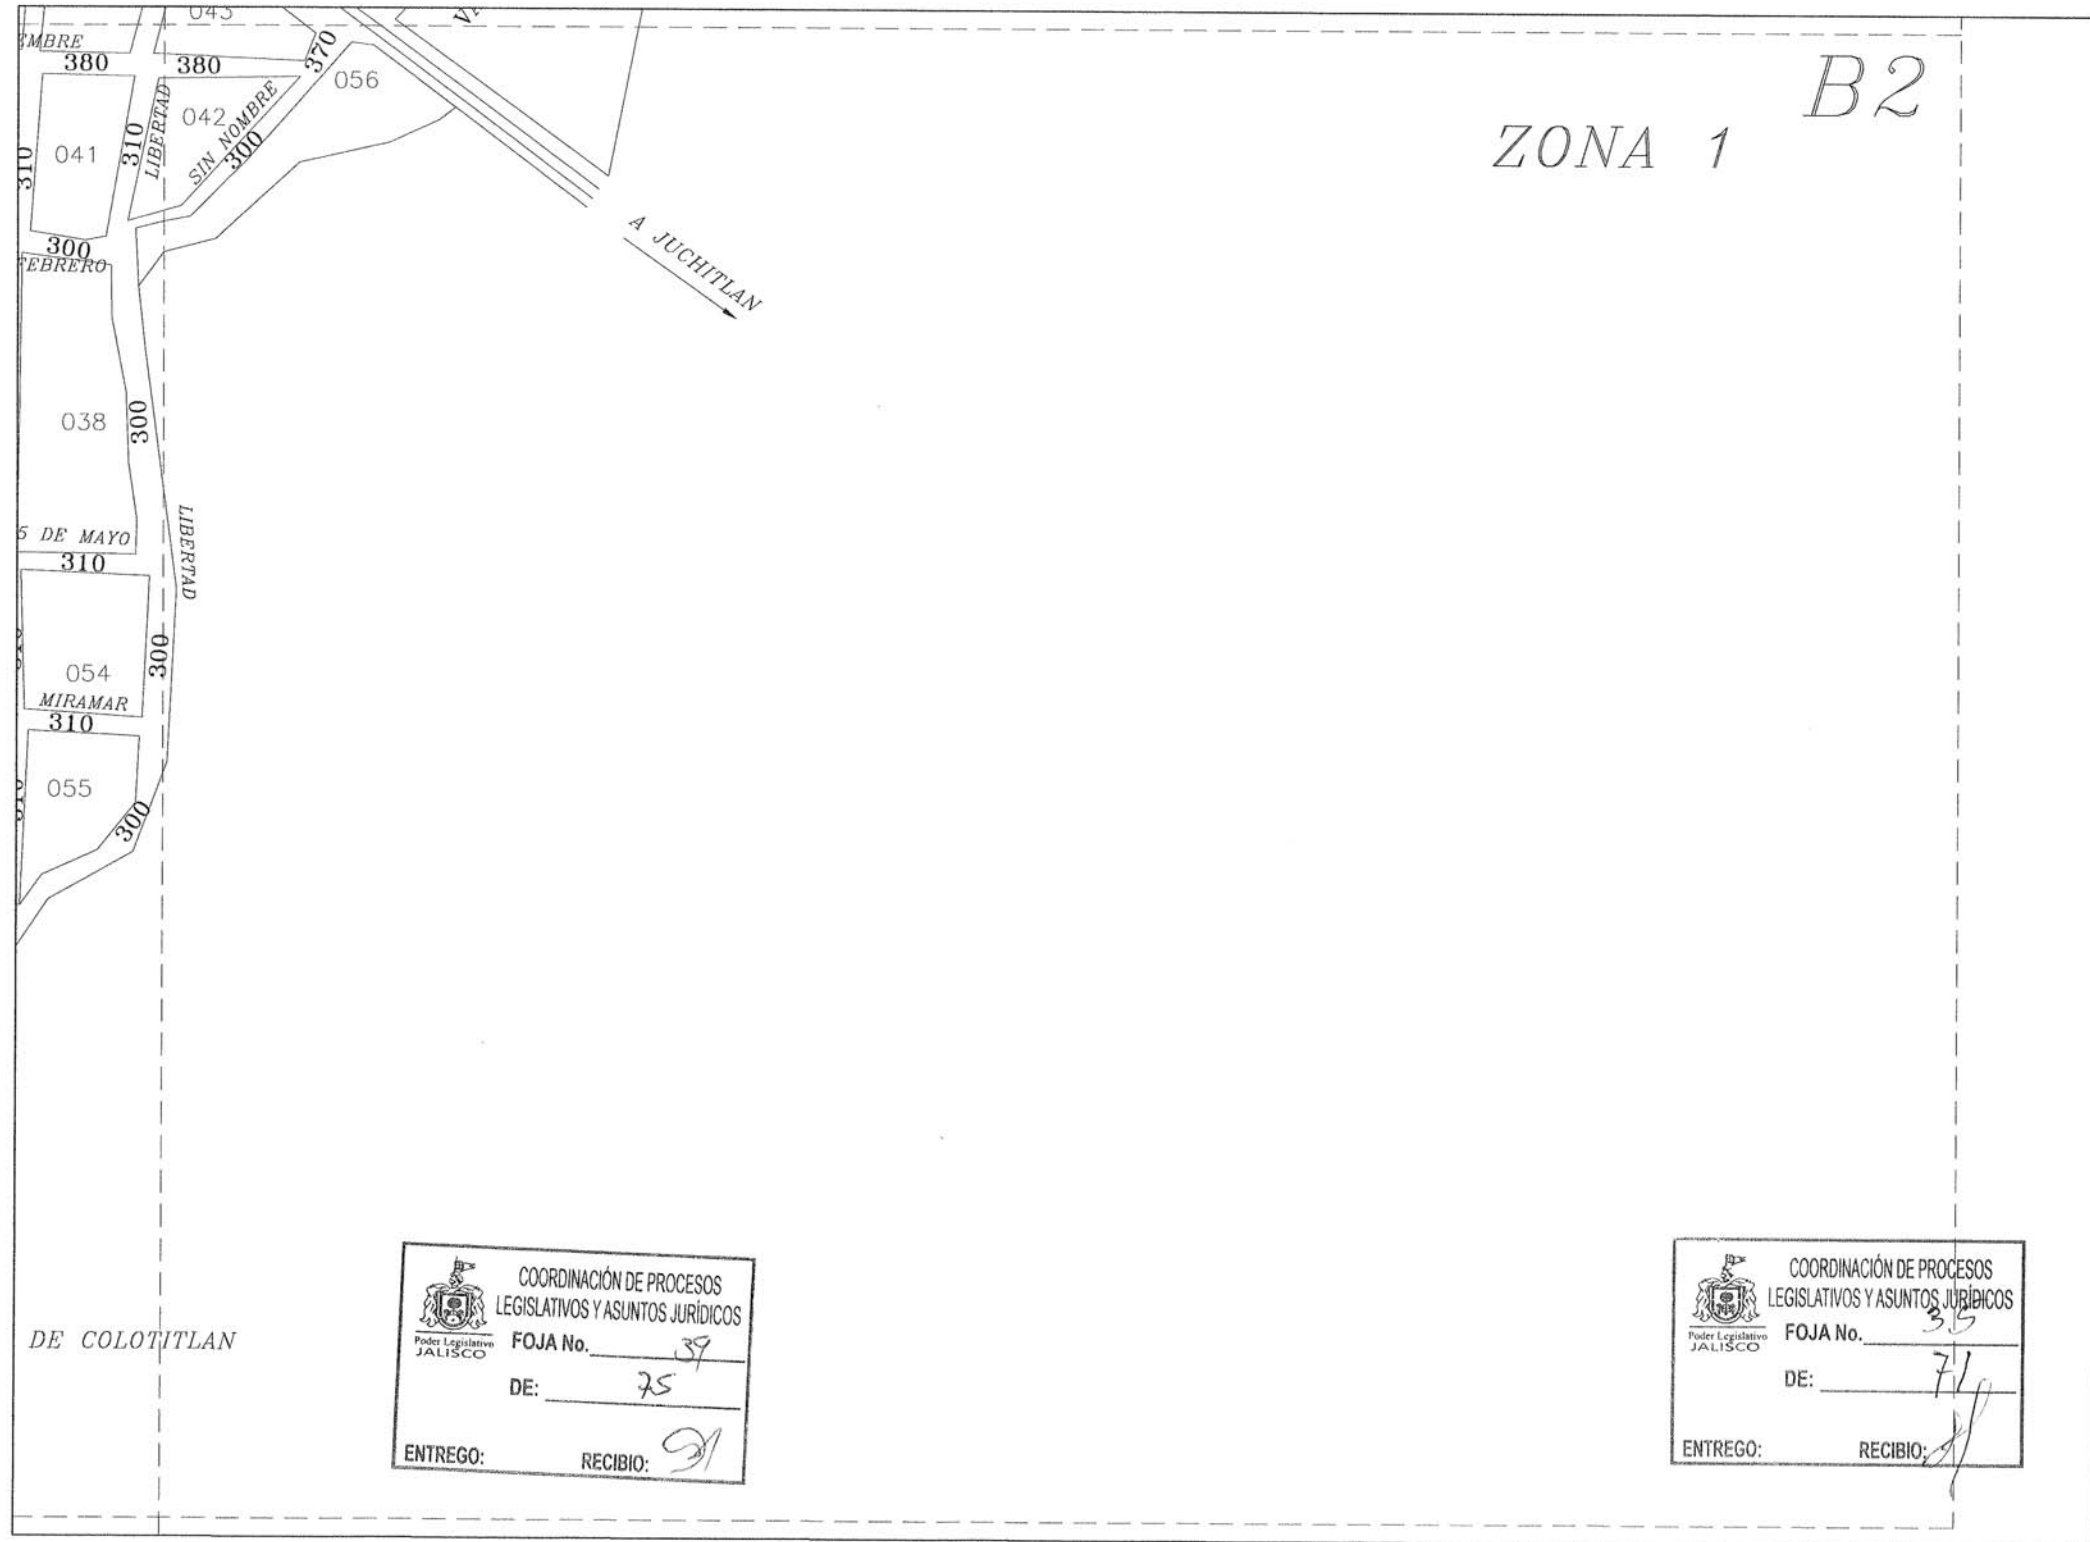 043
EMBRE
380
380
370
056
B2
ZONA 1
041
310
310
LIBERTAD
042
SIN NOMBRE
300
A JUCHITLAN
300
FEBRERO
038
300
5 DE MAYO
310
LIBERTAD
054
300
MIRAMAR
310
055
300
DE COLOTITLAN
COORDINACIÓN DE PROCESOS
LEGISLATIVOS Y ASUNTOS JURÍDICOS
Poder Legislativo
JALISCO
FOJA No. 39
DE: 75
ENTREGO: RECIBIO:
COORDINACIÓN DE PROCESOS
LEGISLATIVOS Y ASUNTOS JURÍDICOS
Poder Legislativo
JALISCO
FOJA No. 35
DE: 71
ENTREGO: RECIBIO: